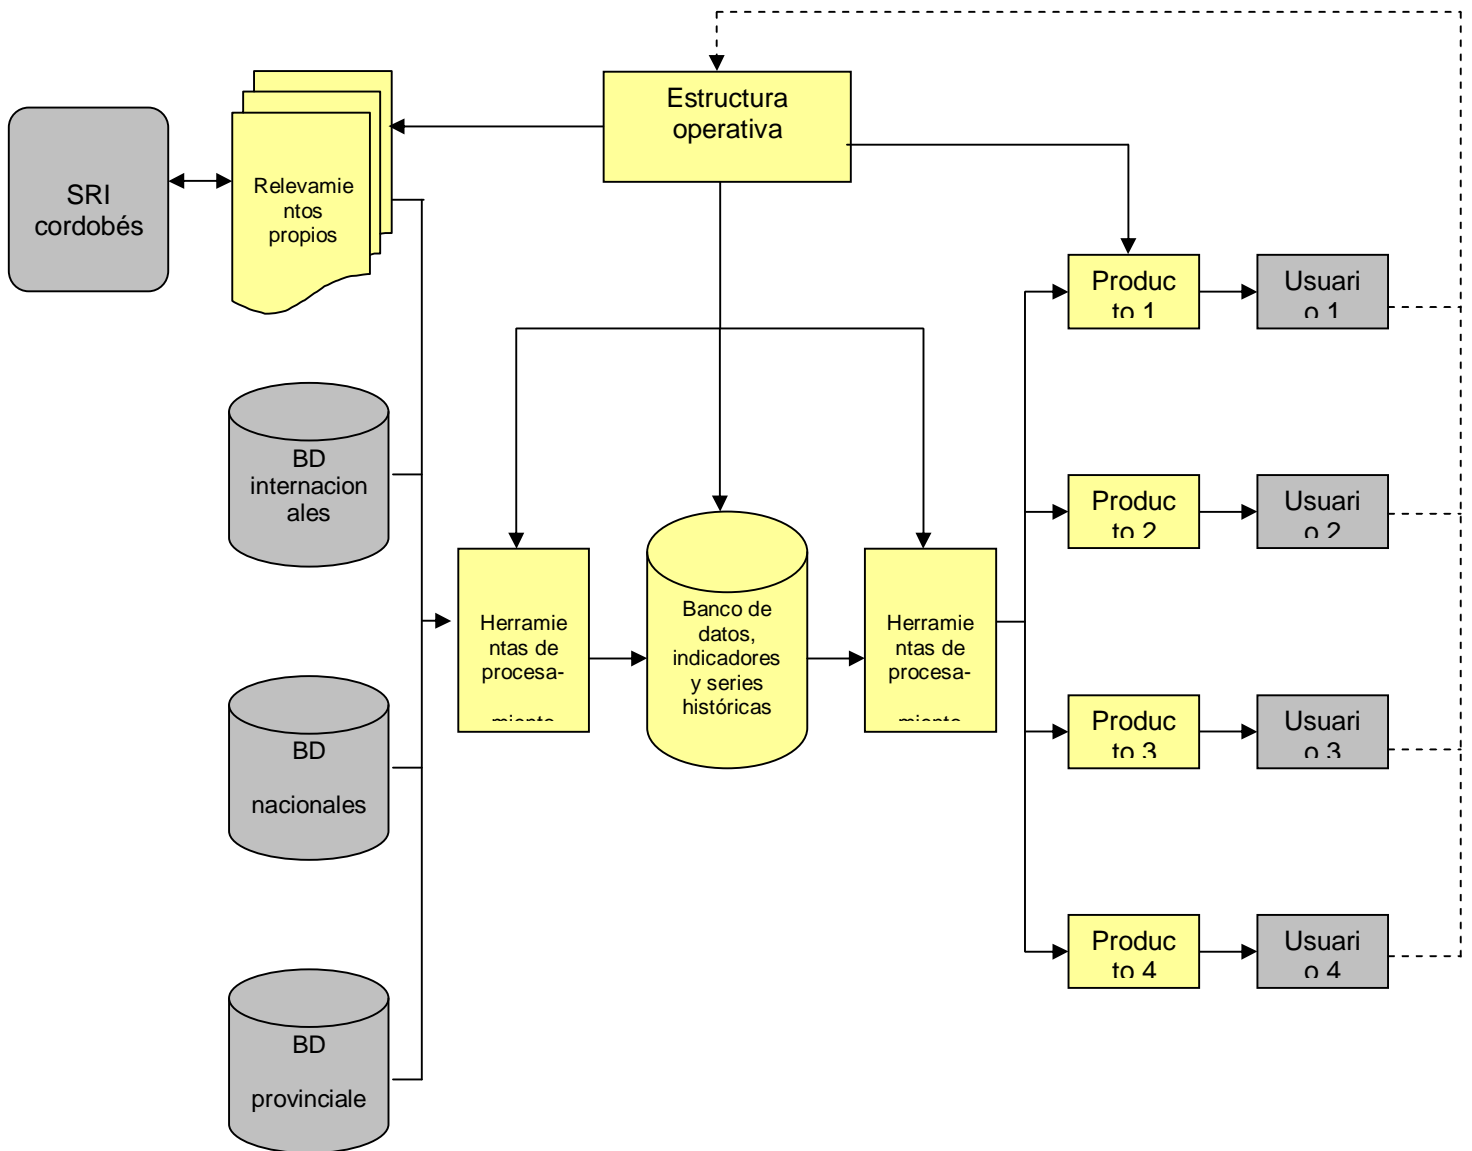 Estructura
operativa
SRI
cordobés
Relevamie
ntos
propios
Produc
to 1
Usuari
o 1
BD
internacion
ales
Produc
to 2
Usuari
o 2
Herramie
ntas de
procesa-
miento
Banco de
datos,
indicadores
y series
históricas
Herramie
ntas de
procesa-
miento
BD
nacionales
Produc
to 3
Usuari
o 3
Produc
to 4
Usuari
o 4
BD
provinciale